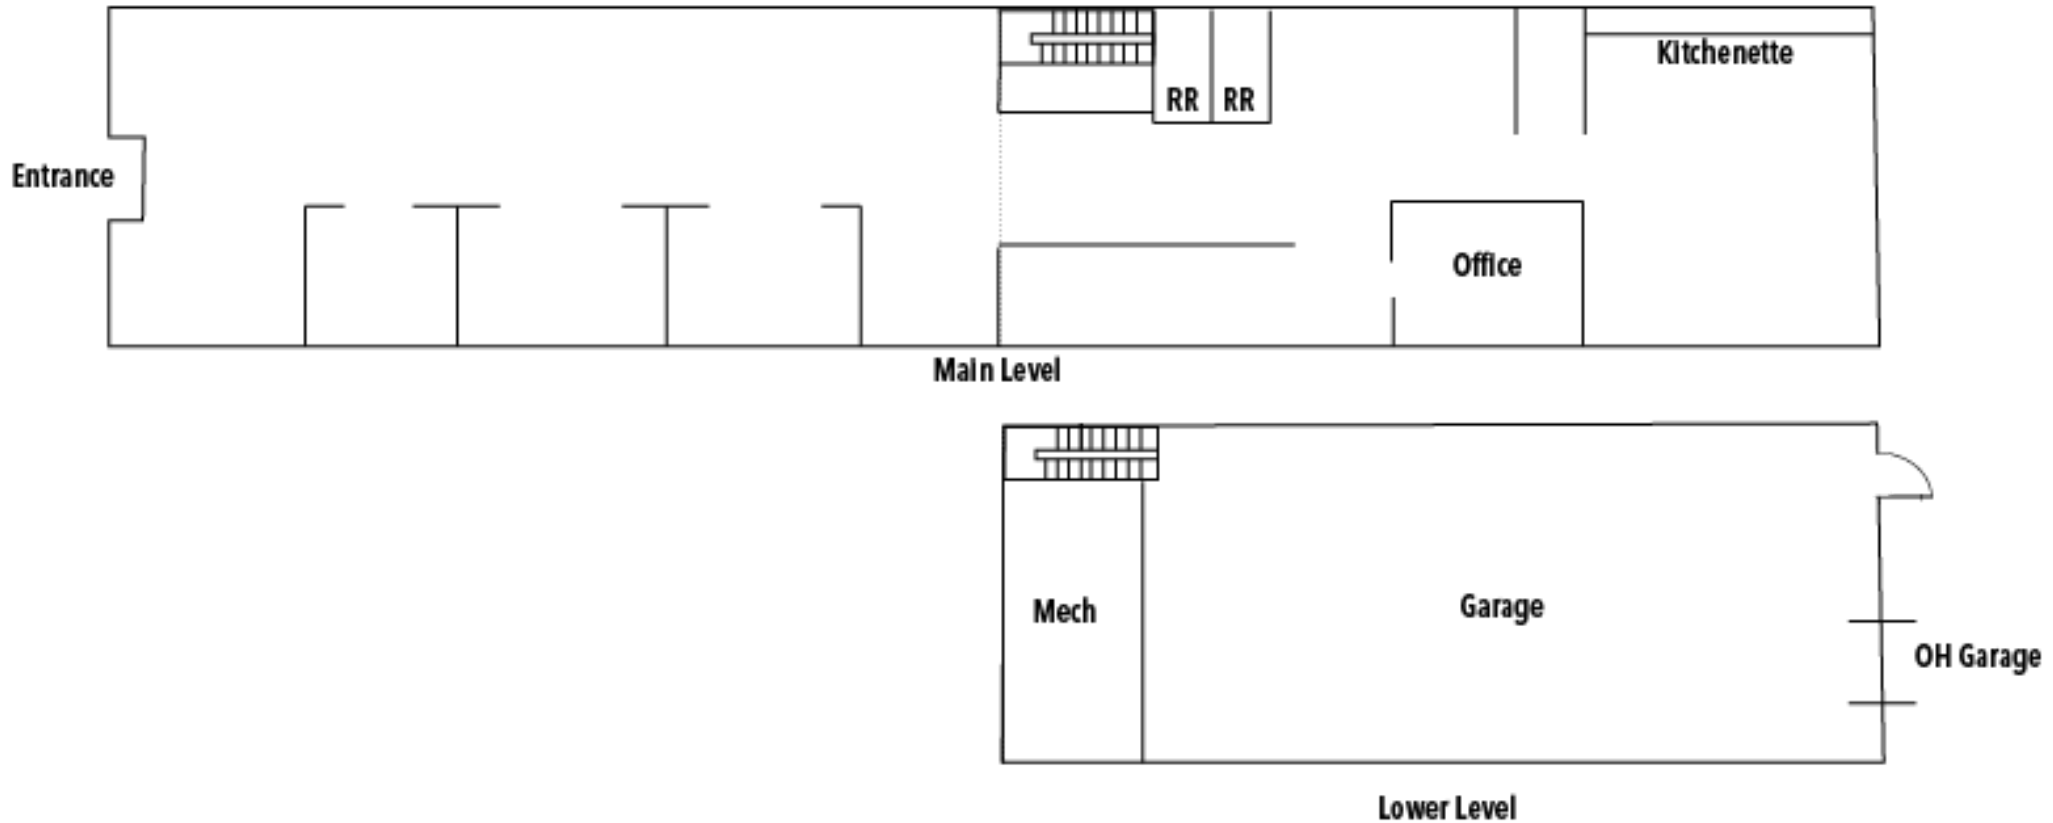 Kitchenette
RR RR
Entrance
Office
Main Level
Mech
Garage
OH Garage
Lower Level